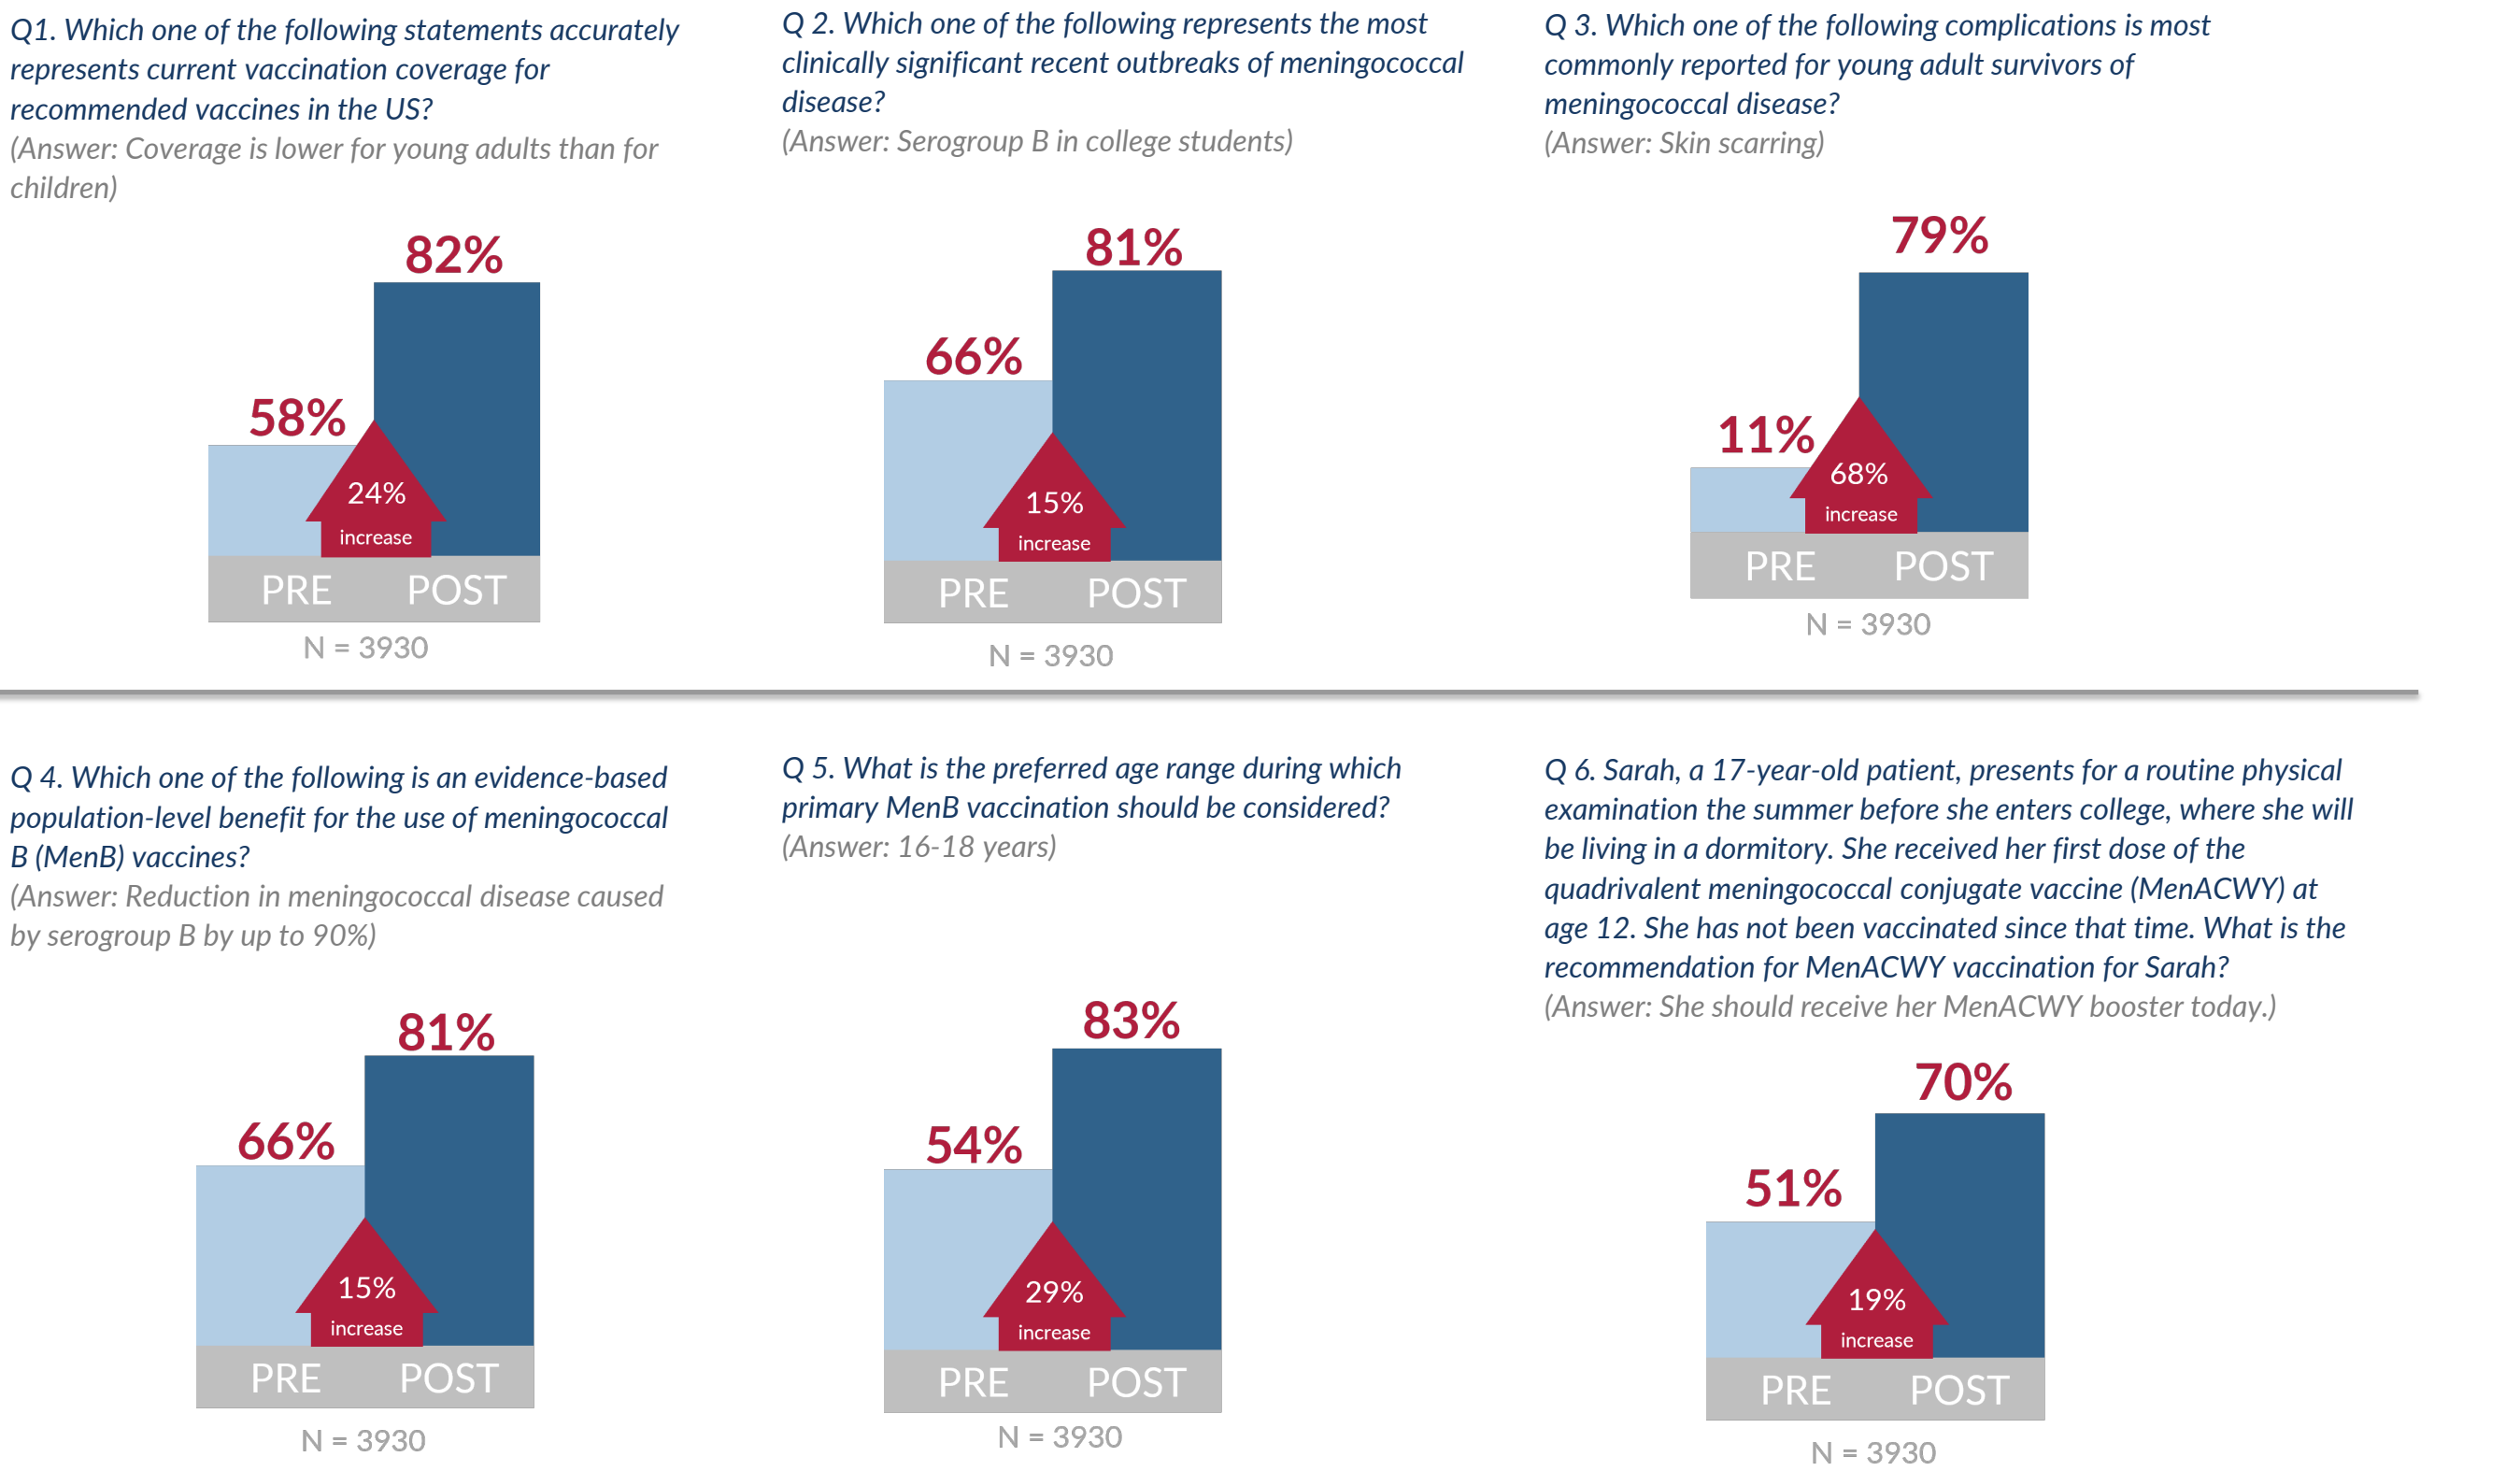 Q1. Which one of the following statements accurately
represents current vaccination coverage for
recommended vaccines in the US?
(Answer: Coverage is lower for young adults than for
children)
82%
58%
24%
increase
PRE POST
N = 3930
Q 2. Which one of the following represents the most
clinically significant recent outbreaks of meningococcal
disease?
(Answer: Serogroup B in college students)
81%
66%
15%
increase
PRE POST
N = 3930
Q 3. Which one of the following complications is most
commonly reported for young adult survivors of
meningococcal disease?
(Answer: Skin scarring)
79%
11%
68%
increase
PRE POST
N = 3930
Q 4. Which one of the following is an evidence-based
population-level benefit for the use of meningococcal
B (MenB) vaccines?
(Answer: Reduction in meningococcal disease caused
by serogroup B by up to 90%)
81%
66%
15%
increase
PRE POST
N = 3930
Q 5. What is the preferred age range during which
primary MenB vaccination should be considered?
(Answer: 16-18 years)
83%
54%
29%
increase
PRE POST
N = 3930
Q 6. Sarah, a 17-year-old patient, presents for a routine physical
examination the summer before she enters college, where she will
be living in a dormitory. She received her first dose of the
quadrivalent meningococcal conjugate vaccine (MenACWY) at
age 12. She has not been vaccinated since that time. What is the
recommendation for MenACWY vaccination for Sarah?
(Answer: She should receive her MenACWY booster today.)
70%
51%
19%
increase
PRE POST
N = 3930